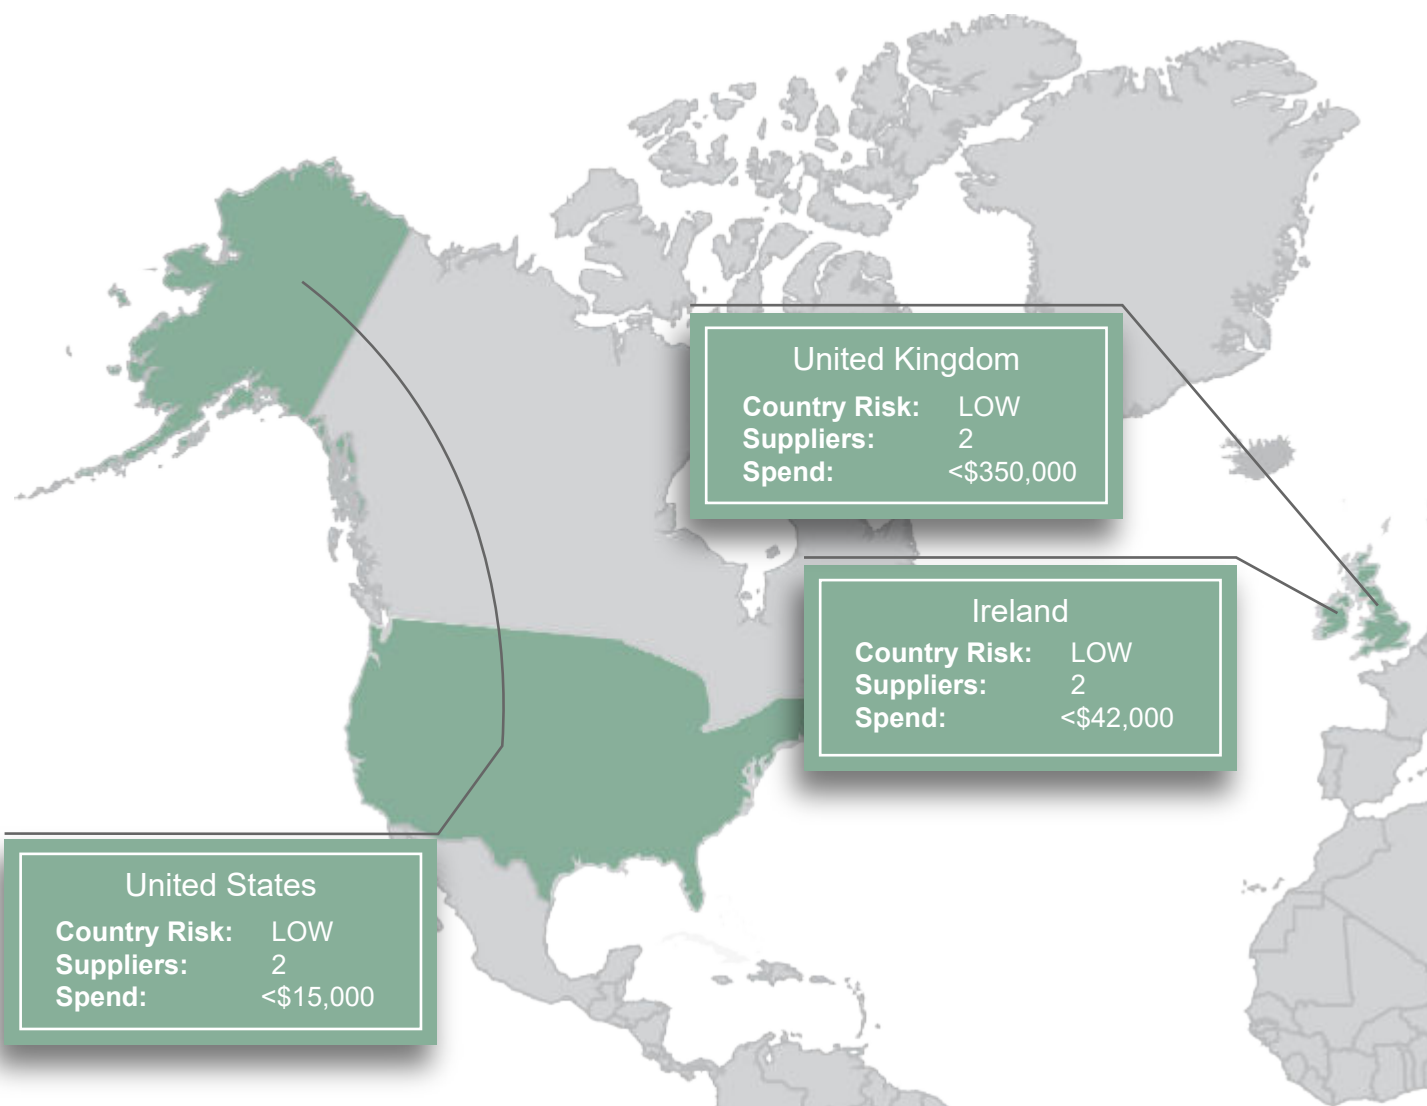 United Kingdom
Country Risk: LOW
Suppliers: 2
Spend: <$350,000
Ireland
Country Risk: LOW
Suppliers: 2
Spend: <$42,000
United States
Country Risk: LOW
Suppliers: 2
Spend: <$15,000